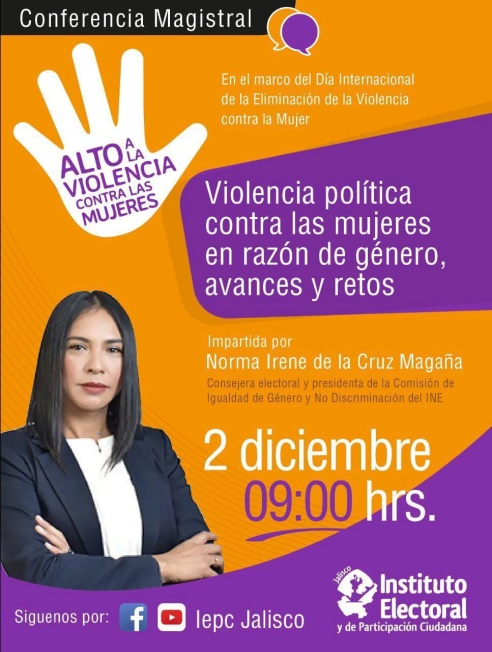 Conferencia Magistral
En el marco del Día Internacional
de la Eliminación de la Violencia
contra la Mujer
ALTO A
LA
VIOLENCIA
CONTRA LAS
MUJERES
Violencia política
contra las mujeres
en razón de género,
avances y retos
Impartida por
Norma Irene de la Cruz Magaña
Consejera electoral y presidenta de la Comisión de
Igualdad de Género y No Discriminación del INE
2 diciembre
09:00 hrs.
Siguenos por: f Iepc Jalisco
Jalisco
Instituto
Electoral
y de Participación Ciudadana